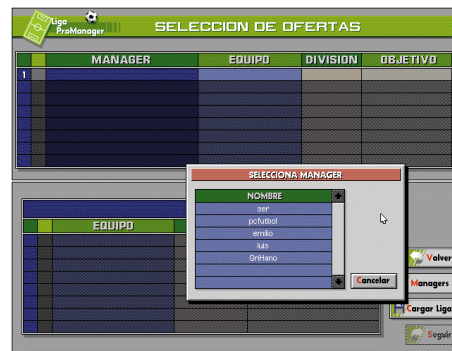 Liga
ProManager
SELECCION DE OFERTAS
MANAGER EQUIPO DIVISION OBJETIVO
1
SELECCIONA MANAGER
NOMBRE
ser
pcfutbol
emilio
luis
GriHano
Cancelar
EQUIPO
Volver
Managers
Cargar Liga
Seguir